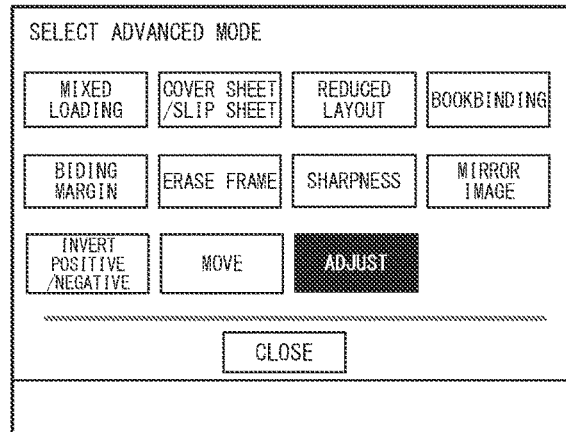 SELECT ADVANCED MODE
MIXED
LOADING
COVER SHEET
/SLIP SHEET
REDUCED
LAYOUT
BOOKBINDING
BIDING
MARGIN
ERASE FRAME
SHARPNESS
MIRROR
IMAGE
INVERT
POSITIVE
/NEGATIVE
MOVE
ADJUST
CLOSE